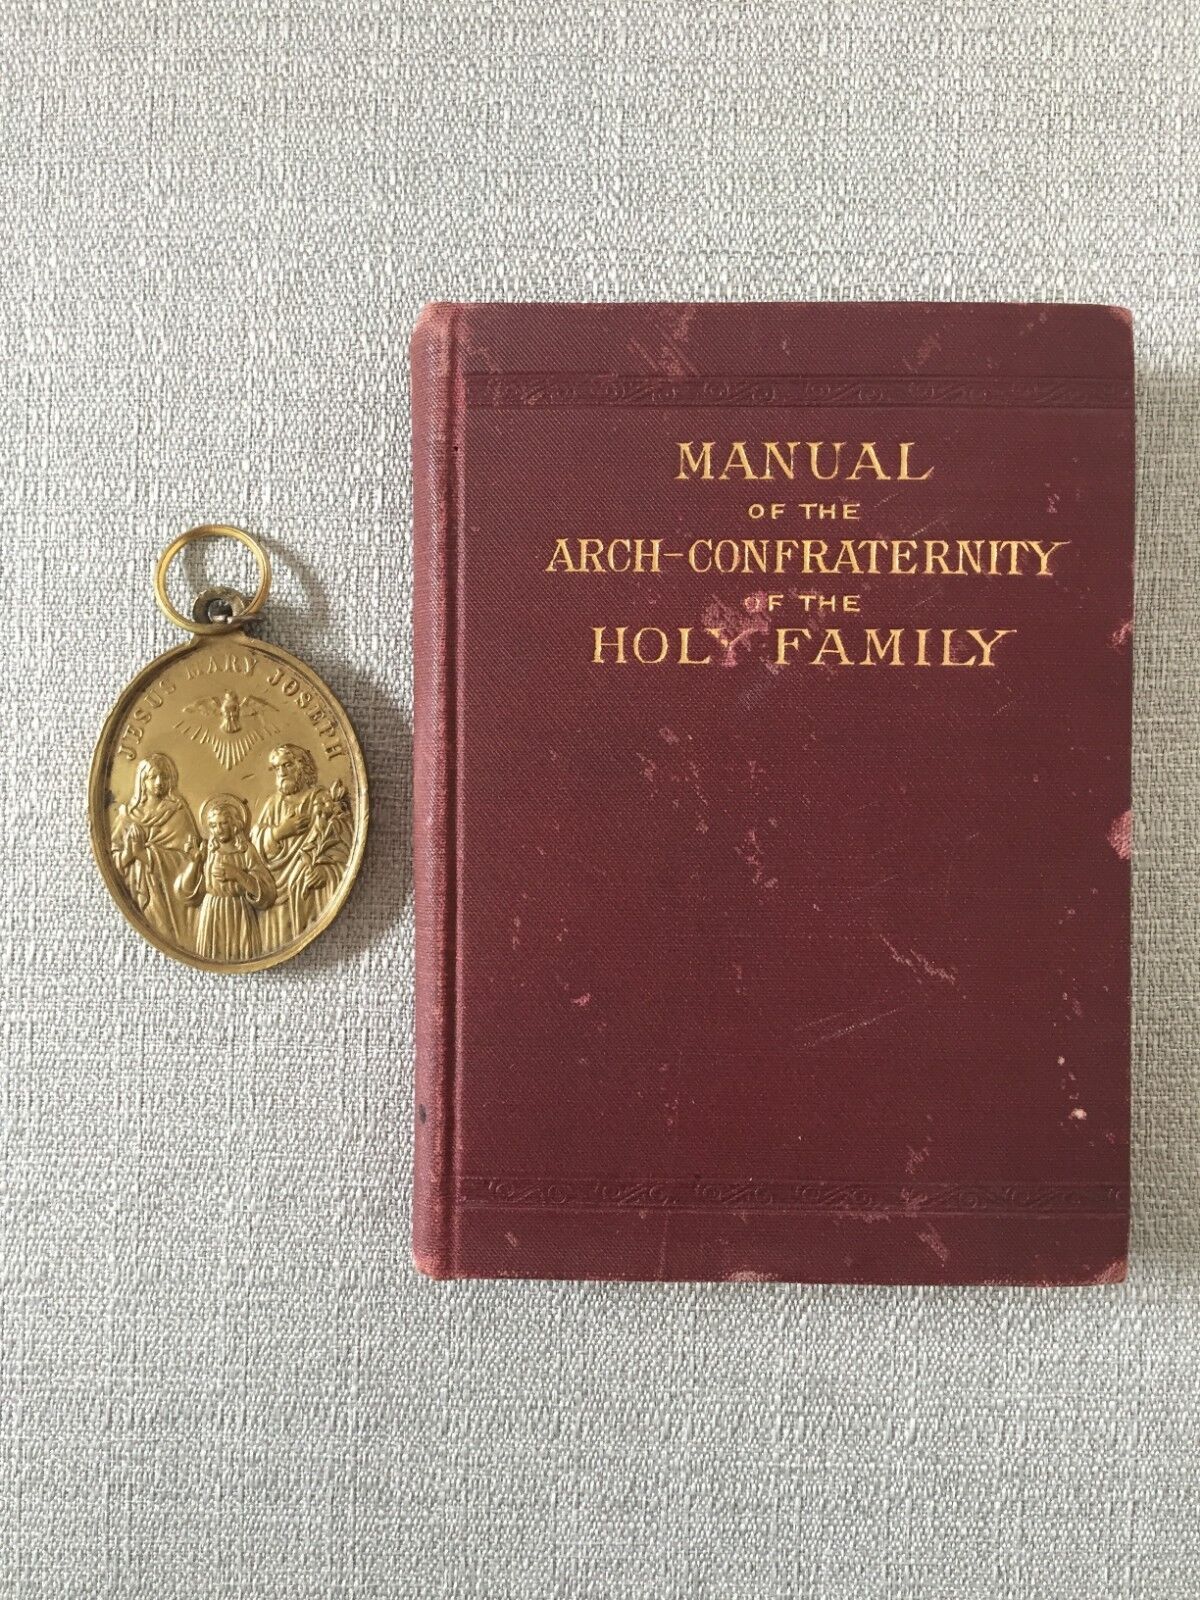 JESUS MARY JOSEPH
MANUAL
OF THE
ARCH-CONFRATERNITY
OF THE
HOLY FAMILY